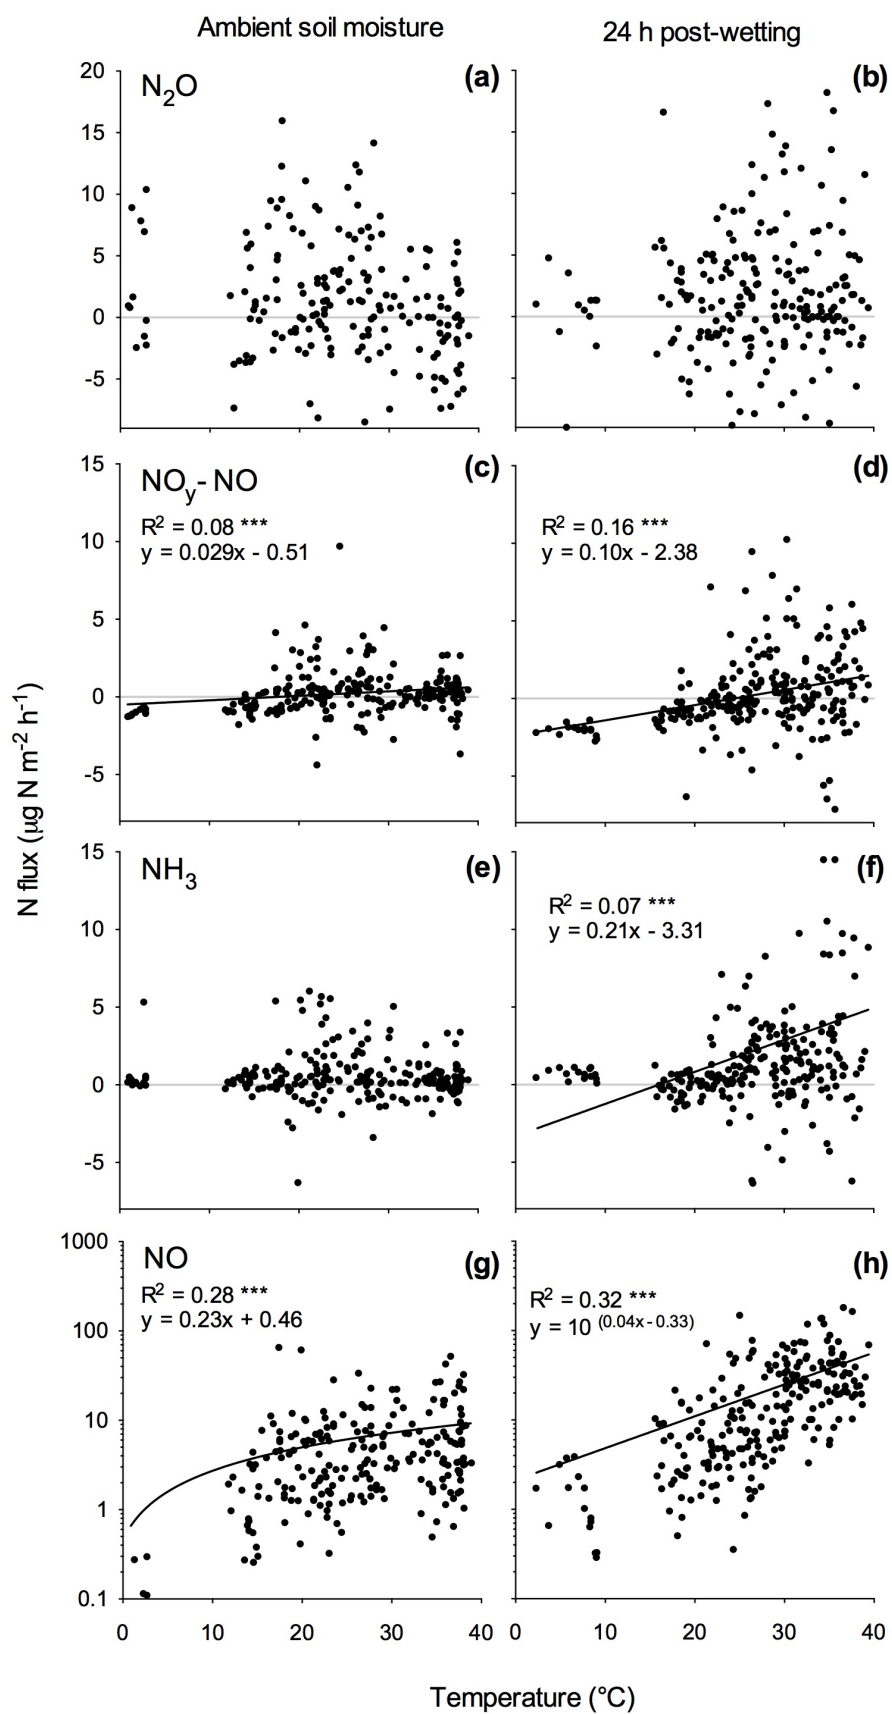 Ambient soil moisture
24 h post-wetting
20
N₂O
(a)
(b)
15
10
5
0
-5
15
NOy- NO
(c)
(d)
R² = 0.08 ***
y = 0.029x - 0.51
R² = 0.16 ***
y = 0.10x - 2.38
10
5
0
-5
N flux (µg N m⁻² h⁻¹)
15
NH₃
(e)
(f)
R² = 0.07 ***
y = 0.21x - 3.31
10
5
0
-5
1000
NO
(g)
(h)
R² = 0.28 ***
y = 0.23x + 0.46
R² = 0.32 ***
y = 10 (0.04x - 0.33)
100
10
1
0.1
0 10 20 30 40
0 10 20 30 40
Temperature (°C)